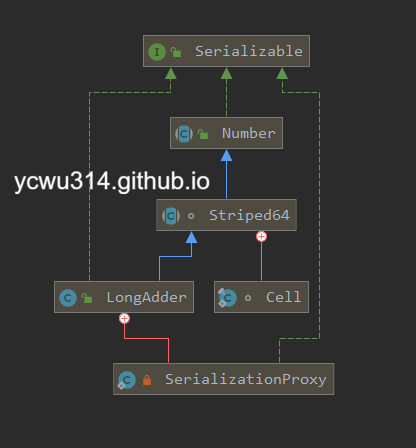 Serializable
Number
ycwu314.github.io
Striped64
LongAdder
Cell
SerializationProxy